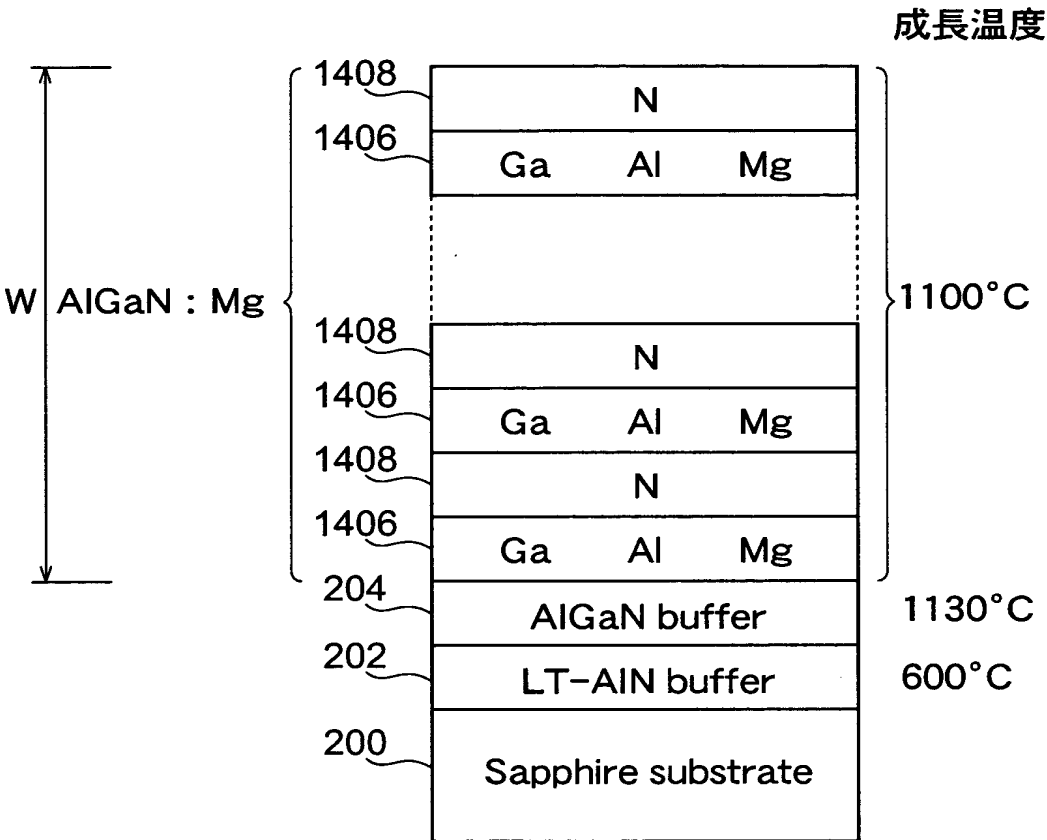 成長温度
1408
N
1406
Ga Al Mg
W AlGaN : Mg
1100°C
1408
N
1406
Ga Al Mg
1408
N
1406
Ga Al Mg
204
AlGaN buffer
1130°C
202
LT-AlN buffer
600°C
200
Sapphire substrate